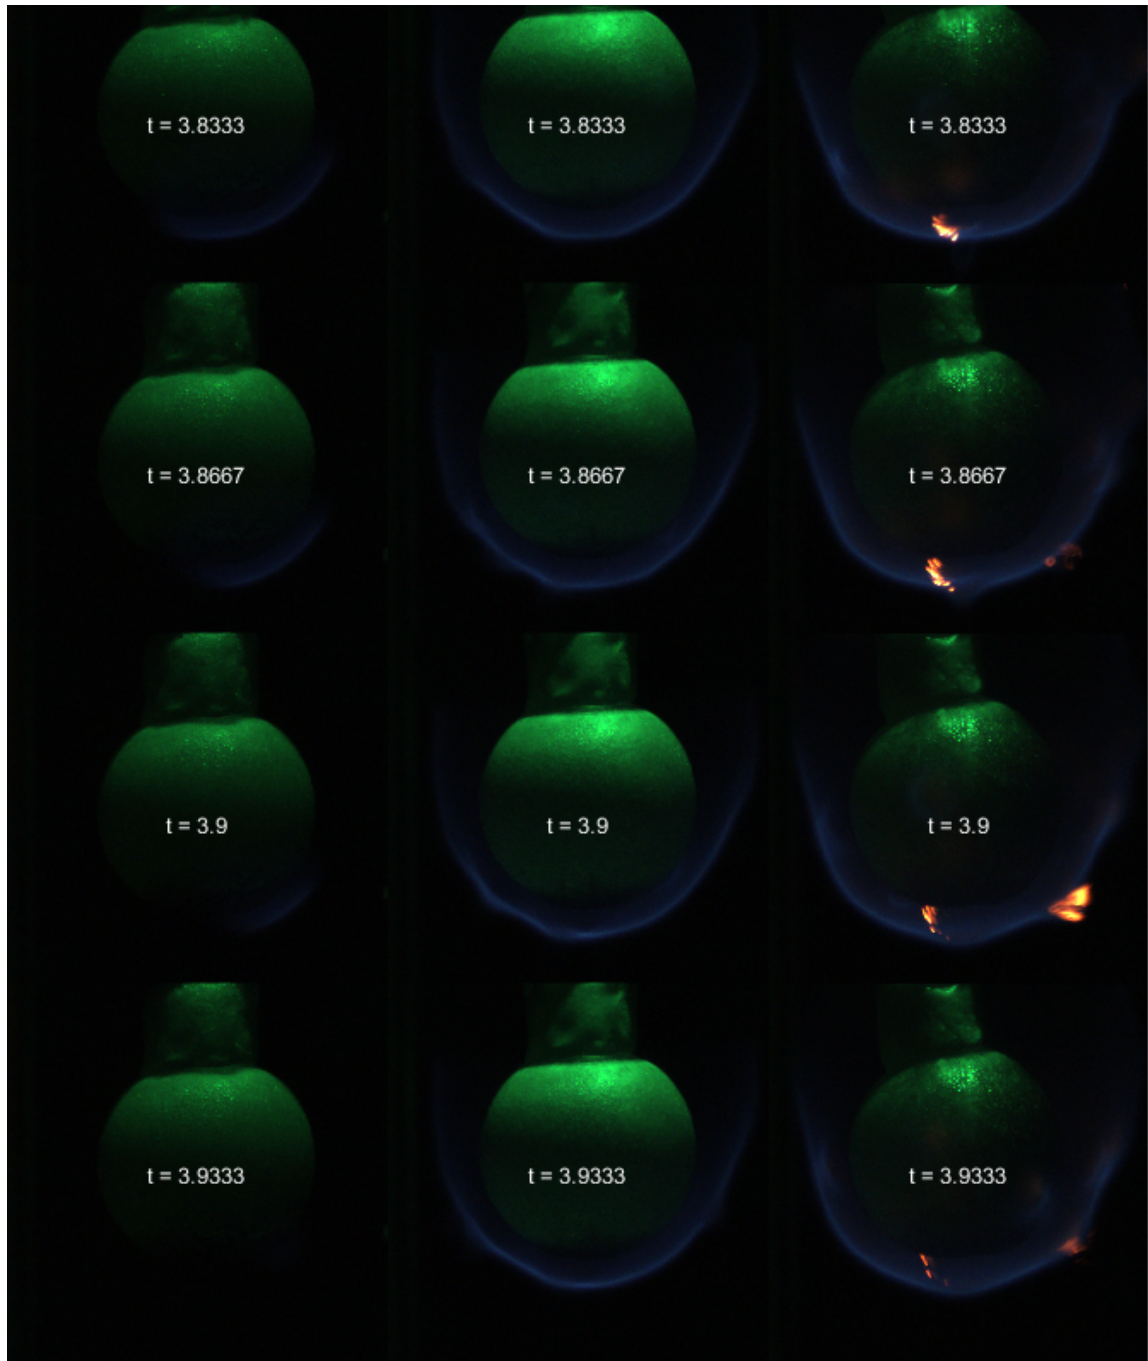 t = 3.8333
t = 3.8333
t = 3.8333
t = 3.8667
t = 3.8667
t = 3.8667
t = 3.9
t = 3.9
t = 3.9
t = 3.9333
t = 3.9333
t = 3.9333